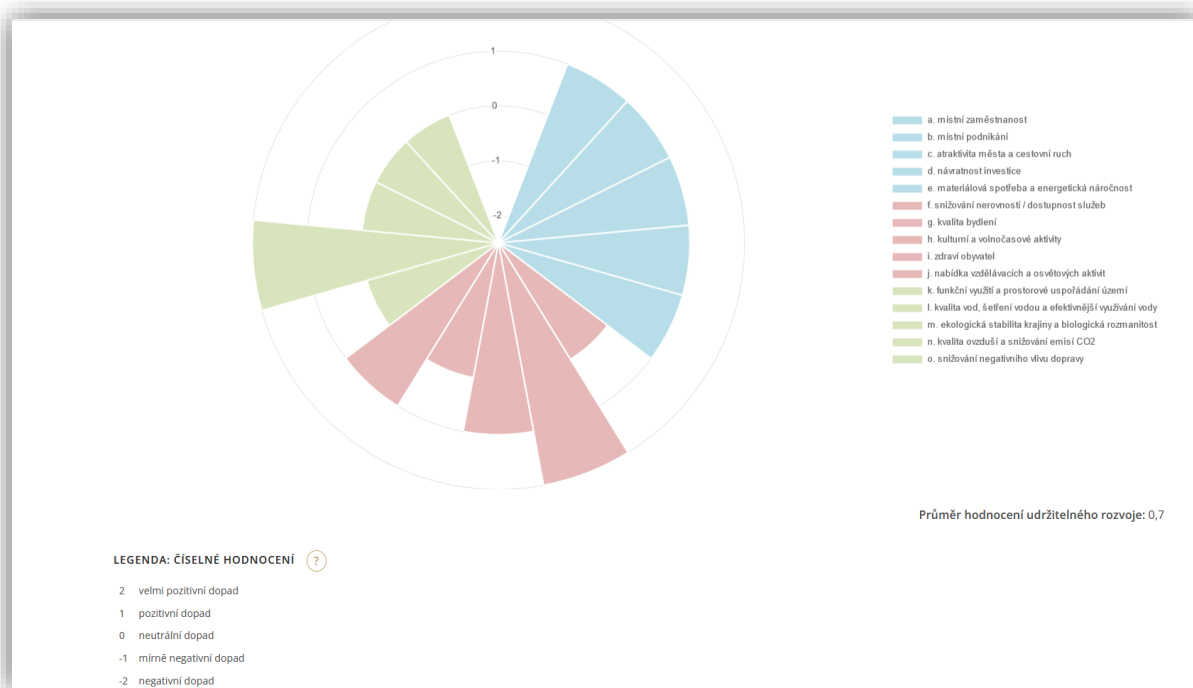 1
0
-1
-2
a. místní zaměstnanost
b. místní podnikání
c. atraktivita města a cestovní ruch
d. návratnost investice
e. materiálová spotřeba a energetická náročnost
f. snižování nerovností / dostupnost služeb
g. kvalita bydlení
h. kulturní a volnočasové aktivity
i. zdraví obyvatel
j. nabídka vzdělávacích a osvětových aktivit
k. funkční využití a prostorové uspořádání území
l. kvalita vod, šetření vodou a efektivnější využívání vody
m. ekologická stabilita krajiny a biologická rozmanitost
n. kvalita ovzduší a snižování emisí CO2
o. snižování negativního vlivu dopravy
Průměr hodnocení udržitelného rozvoje: 0,7
LEGENDA: ČÍSELNÉ HODNOCENÍ ?
2 velmi pozitivní dopad
1 pozitivní dopad
0 neutrální dopad
-1 mírně negativní dopad
-2 negativní dopad